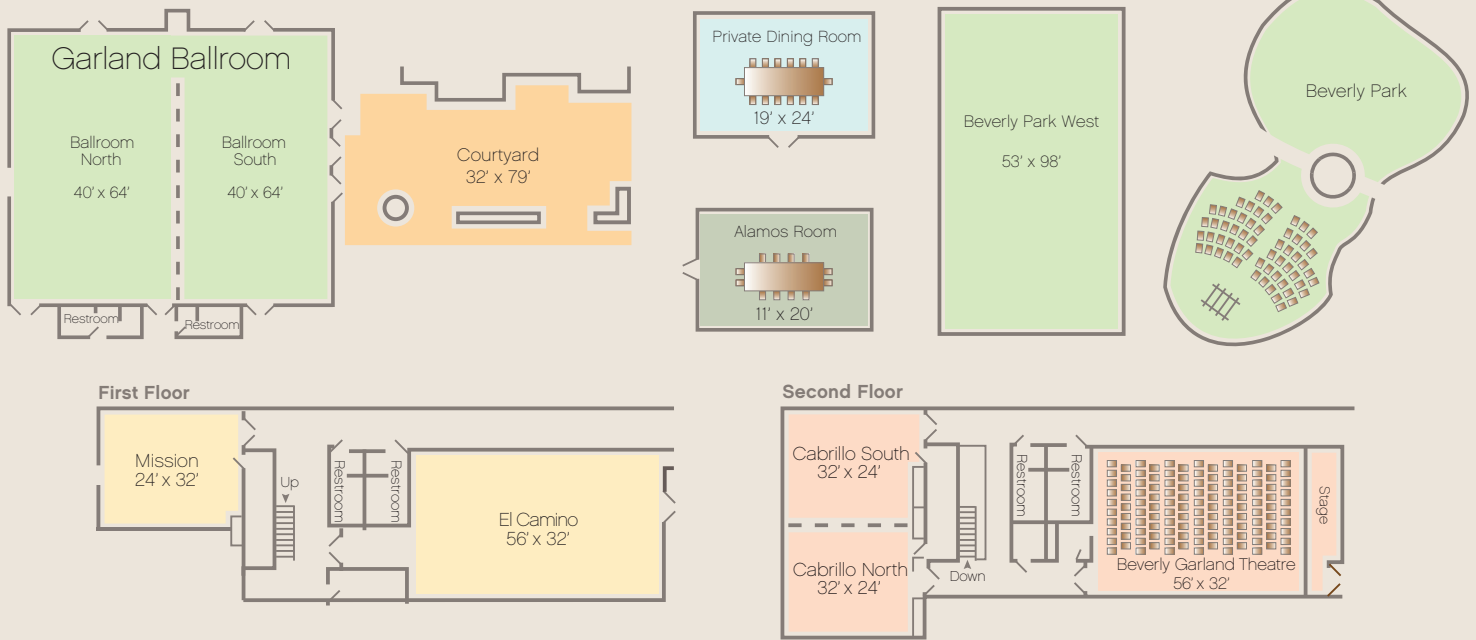 Garland Ballroom
Ballroom
North
40’ x 64’
Ballroom
South
40’ x 64’
Restroom
Restroom
Courtyard
32’ x 79’
Private Dining Room
19’ x 24’
Alamos Room
11’ x 20’
Beverly Park West
53’ x 98’
Beverly Park
First Floor
Mission
24’ x 32’
Up
Restroom
Restroom
El Camino
56’ x 32’
Second Floor
Cabrillo South
32’ x 24’
Cabrillo North
32’ x 24’
Down
Restroom
Restroom
Beverly Garland Theatre
56’ x 32’
Stage